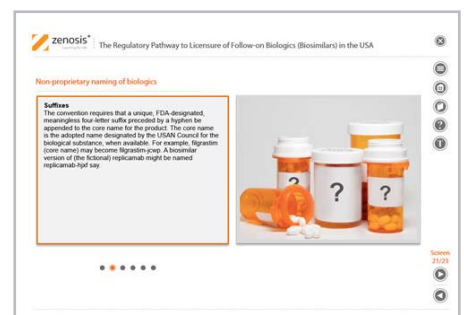 zenosis®
The Regulatory Pathway to Licensure of Follow-on Biologics (Biosimilars) in the USA
Non-proprietary naming of biologics
Suffixes
The convention requires that a unique, FDA-designated,
meaningless four-letter suffix preceded by a hyphen be
appended to the core name for the product. The core name
is the adopted name designated by the USAN Council for the
biological substance, when available. For example, filgrastim
(core name) may become filgrastim-jcwp. A biosimilar
version of (the fictional) replicamab might be named
replicamab-hjxf say.
?
?
?
Screen
21/25